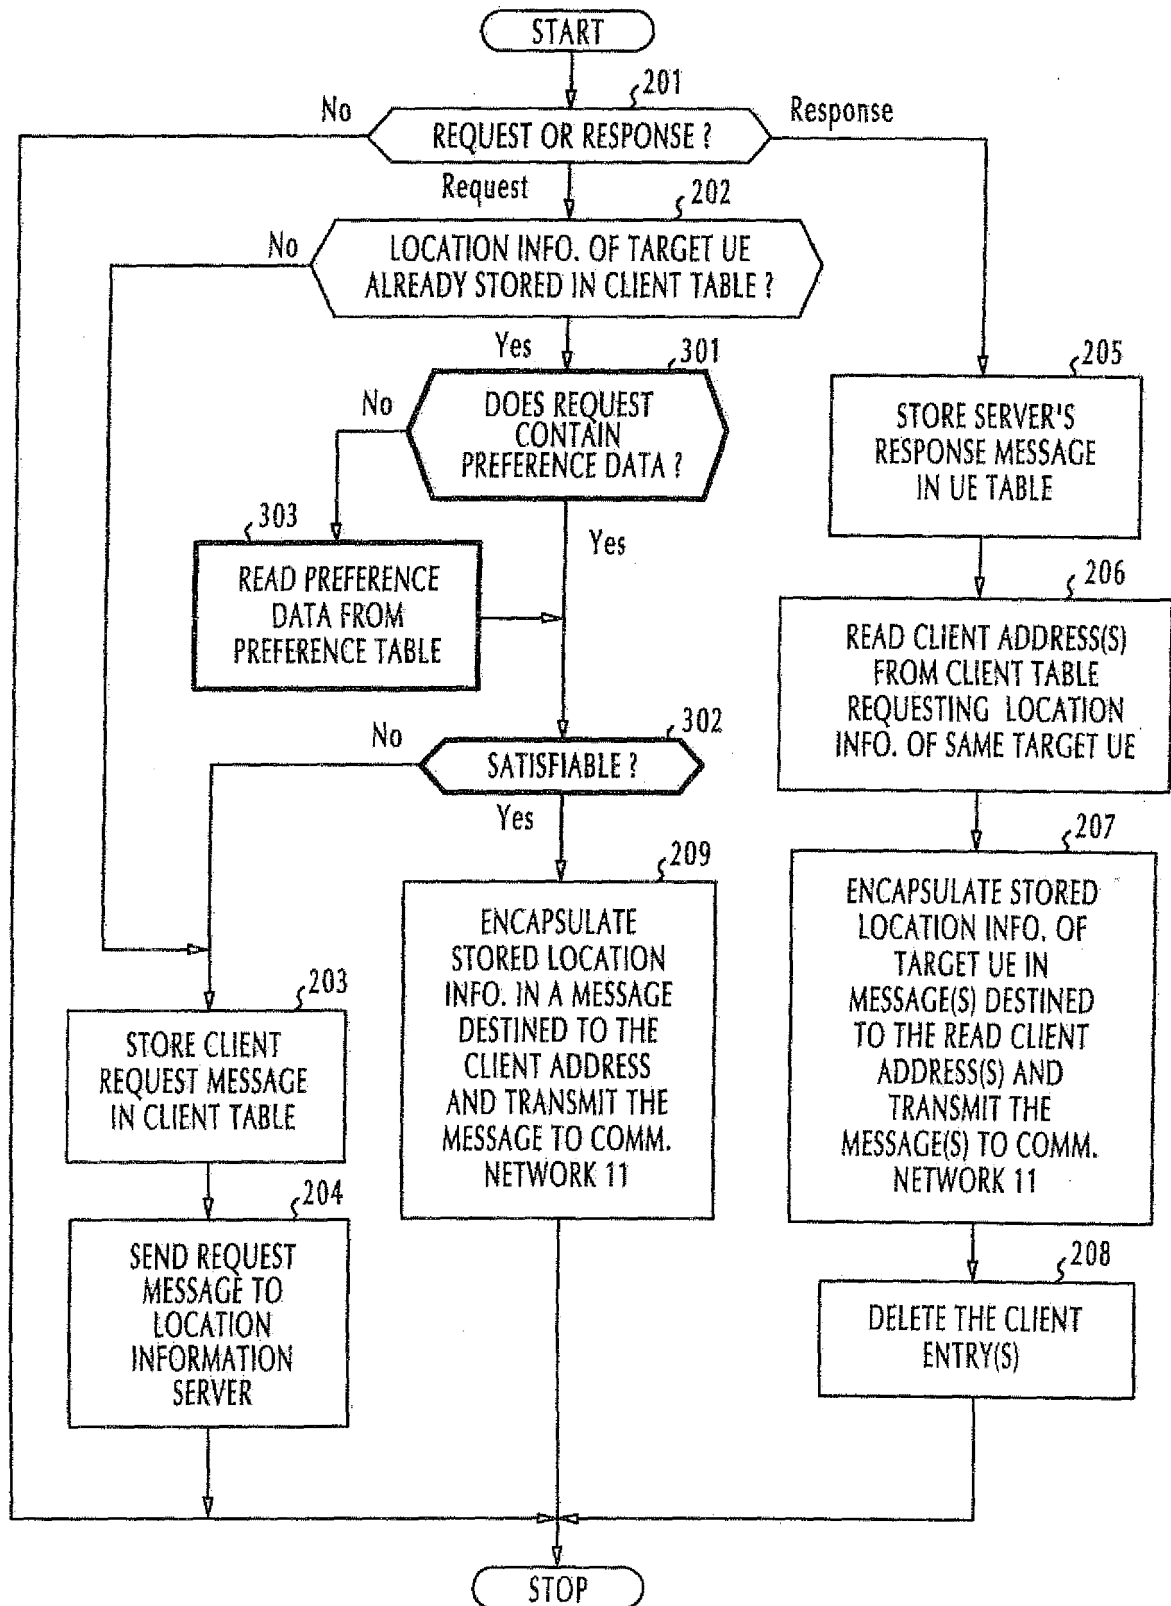 START
201
No
REQUEST OR RESPONSE ?
Response
Request
202
No
LOCATION INFO. OF TARGET UE
ALREADY STORED IN CLIENT TABLE ?
Yes
301
No
DOES REQUEST
CONTAIN
PREFERENCE DATA ?
Yes
303
READ PREFERENCE
DATA FROM
PREFERENCE TABLE
302
No
SATISFIABLE ?
Yes
203
STORE CLIENT
REQUEST MESSAGE
IN CLIENT TABLE
204
SEND REQUEST
MESSAGE TO
LOCATION
INFORMATION
SERVER
209
ENCAPSULATE
STORED LOCATION
INFO. IN A MESSAGE
DESTINED TO THE
CLIENT ADDRESS
AND TRANSMIT THE
MESSAGE TO COMM.
NETWORK 11
205
STORE SERVER'S
RESPONSE MESSAGE
IN UE TABLE
206
READ CLIENT ADDRESS(S)
FROM CLIENT TABLE
REQUESTING LOCATION
INFO. OF SAME TARGET UE
207
ENCAPSULATE STORED
LOCATION INFO. OF
TARGET UE IN
MESSAGE(S) DESTINED
TO THE READ CLIENT
ADDRESS(S) AND
TRANSMIT THE
MESSAGE(S) TO COMM.
NETWORK 11
208
DELETE THE CLIENT
ENTRY(S)
STOP